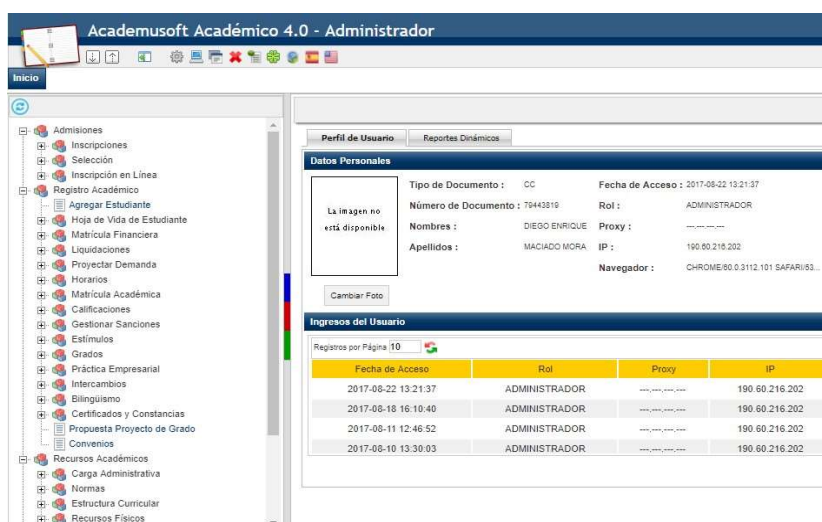 Academusoft Académico 4.0 - Administrador
Inicio
Admisiones
Inscripciones
Selección
Inscripción en Línea
Registro Académico
Agregar Estudiante
Hoja de Vida de Estudiante
Matrícula Financiera
Liquidaciones
Proyectar Demanda
Horarios
Matrícula Académica
Calificaciones
Gestionar Sanciones
Estímulos
Grados
Práctica Empresarial
Intercambios
Bilingüismo
Certificados y Constancias
Propuesta Proyecto de Grado
Convenios
Recursos Académicos
Carga Administrativa
Normas
Estructura Curricular
Recursos Físicos
Perfil de Usuario Reportes Dinámicos
Datos Personales
La imagen no
está disponible
Cambiar Foto
Tipo de Documento : CC Fecha de Acceso : 2017-08-22 13:21:37
Número de Documento : 79443819 Rol : ADMINISTRADOR
Nombres : DIEGO ENRIQUE Proxy : ---.---.---.---
Apellidos : MACIADO MORA IP : 190.60.216.202
Navegador : CHROME/60.0.3112.101 SAFARI/53...
Ingresos del Usuario
Registros por Página 10
Fecha de Acceso Rol Proxy IP
2017-08-22 13:21:37 ADMINISTRADOR ---.---.---.--- 190.60.216.202
2017-08-18 16:10:40 ADMINISTRADOR ---.---.---.--- 190.60.216.202
2017-08-11 12:46:52 ADMINISTRADOR ---.---.---.--- 190.60.216.202
2017-08-10 13:30:03 ADMINISTRADOR ---.---.---.--- 190.60.216.202